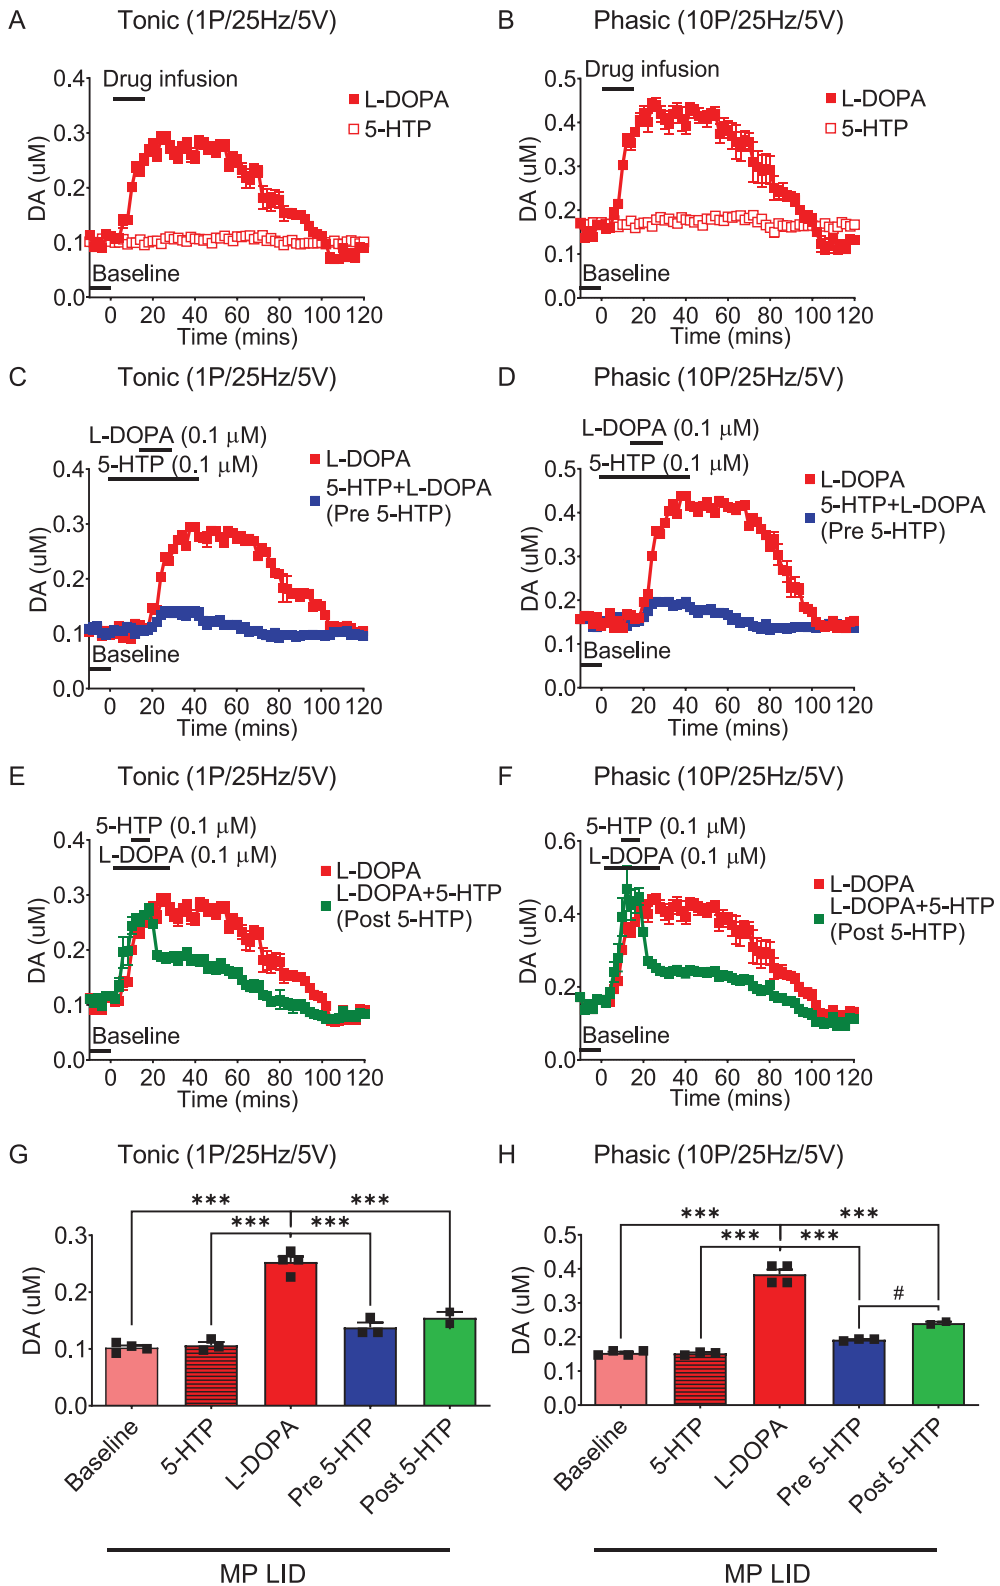 A Tonic (1P/25Hz/5V)
B Phasic (10P/25Hz/5V)
Drug infusion
L-DOPA
5-HTP
DA (uM)
0.4
0.3
0.2
0.1
0.0
Baseline
0 20 40 60 80 100 120
Time (mins)
Drug infusion
L-DOPA
5-HTP
DA (uM)
0.5
0.4
0.3
0.2
0.1
Baseline
0 20 40 60 80 100 120
Time (mins)
C Tonic (1P/25Hz/5V)
D Phasic (10P/25Hz/5V)
L-DOPA (0.1 μM)
5-HTP (0.1 μM)
L-DOPA
5-HTP+L-DOPA
(Pre 5-HTP)
DA (uM)
0.4
0.3
0.2
0.1
0.0
Baseline
0 20 40 60 80 100 120
Time (mins)
L-DOPA (0.1 μM)
5-HTP (0.1 μM)
L-DOPA
5-HTP+L-DOPA
(Pre 5-HTP)
DA (uM)
0.5
0.4
0.3
0.2
0.1
0.0
Baseline
0 20 40 60 80 100 120
Time (mins)
E Tonic (1P/25Hz/5V)
F Phasic (10P/25Hz/5V)
5-HTP (0.1 μM)
L-DOPA (0.1 μM)
L-DOPA
L-DOPA+5-HTP
(Post 5-HTP)
DA (uM)
0.4
0.3
0.2
0.1
0.0
Baseline
0 20 40 60 80 100 120
Time (mins)
5-HTP (0.1 μM)
L-DOPA (0.1 μM)
L-DOPA
L-DOPA+5-HTP
(Post 5-HTP)
DA (uM)
0.6
0.4
0.2
0.0
Baseline
0 20 40 60 80 100 120
Time (mins)
G Tonic (1P/25Hz/5V)
H Phasic (10P/25Hz/5V)
*** ***
*** ***
DA (uM)
0.3
0.2
0.1
0.0
Baseline
5-HTP
L-DOPA
Pre 5-HTP
Post 5-HTP
MP LID
*** ***
*** ***
#
DA (uM)
0.5
0.4
0.3
0.2
0.1
0.0
Baseline
5-HTP
L-DOPA
Pre 5-HTP
Post 5-HTP
MP LID